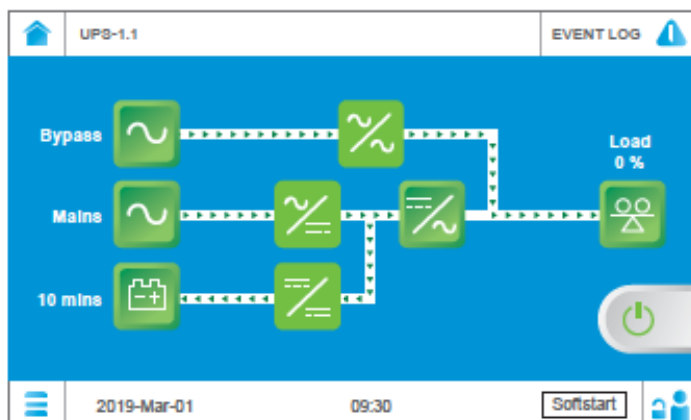 UPS-1.1
EVENT LOG
Bypass
Load
0 %
Mains
10 mins
2019-Mar-01
09:30
Softstart